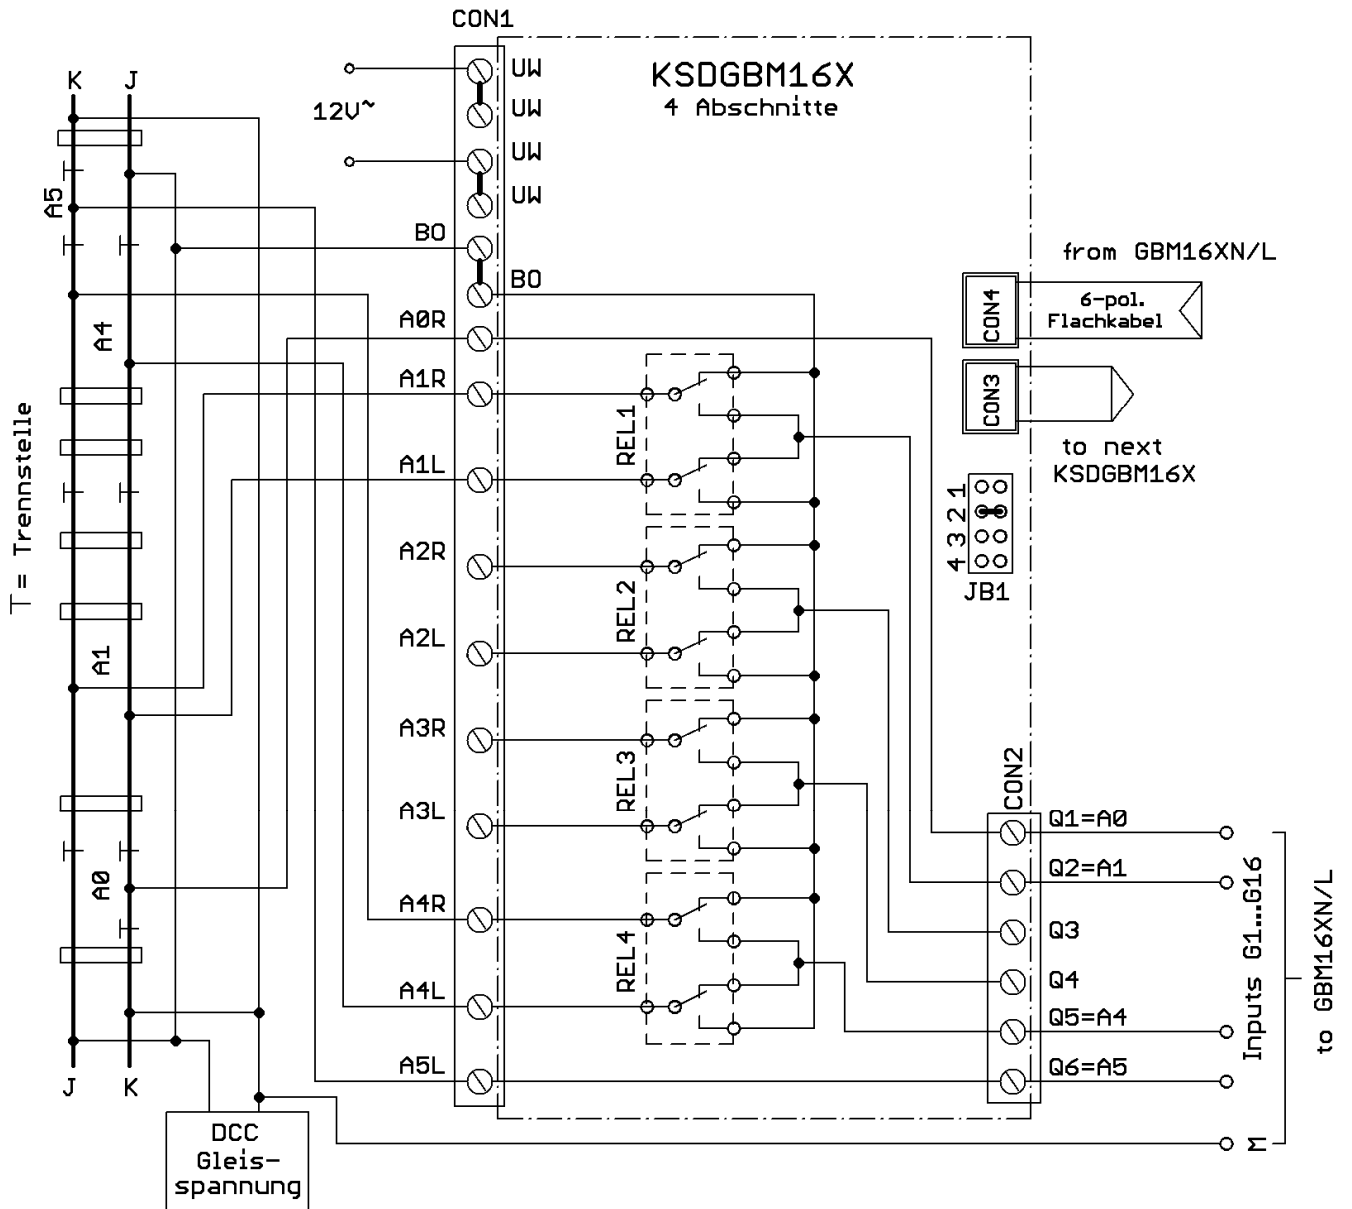 CON1
KSDGBM16X
4 Abschnitte
K
J
12V~
UW
UW
UW
UW
A5
BO
BO
from GBM16XN/L
CON4
6-pol.
Flachkabel
A0R
A4
A1R
CON3
REL1
T = Trennstelle
A1L
to next
KSDGBM16X
1
2
3
4
JB1
A2R
REL2
A2L
A1
A3R
REL3
A3L
CON2
Q1=A0
Q2=A1
A0
A4R
REL4
Q3
Q4
A4L
Q5=A4
Inputs G1...G16
to GBM16XN/L
A5L
Q6=A5
J
K
DCC
Gleis-
spannung
M